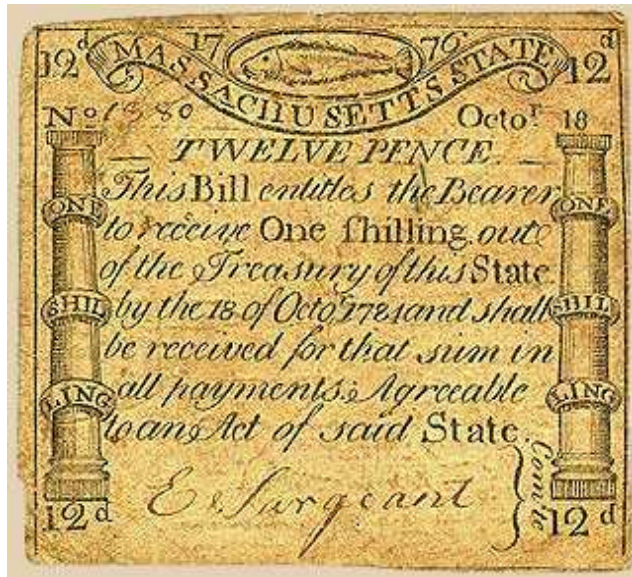 12ᵈ 17 76 12ᵈ
MASSACHUSETTS STATE
Nº 1380 Octoʳ 18
— TWELVE PENCE. —
This Bill entitles the Bearer
to receive One ſhilling out
of the Treasury of this State
by the 18 of Octoʳ 1784 and shall
be received for that sum in
all payments: Agreeable
to an Act of said State.
ONE
SHIL
LING
ONE
SHIL
LING
E Sargeant
Comte
12ᵈ 12ᵈ